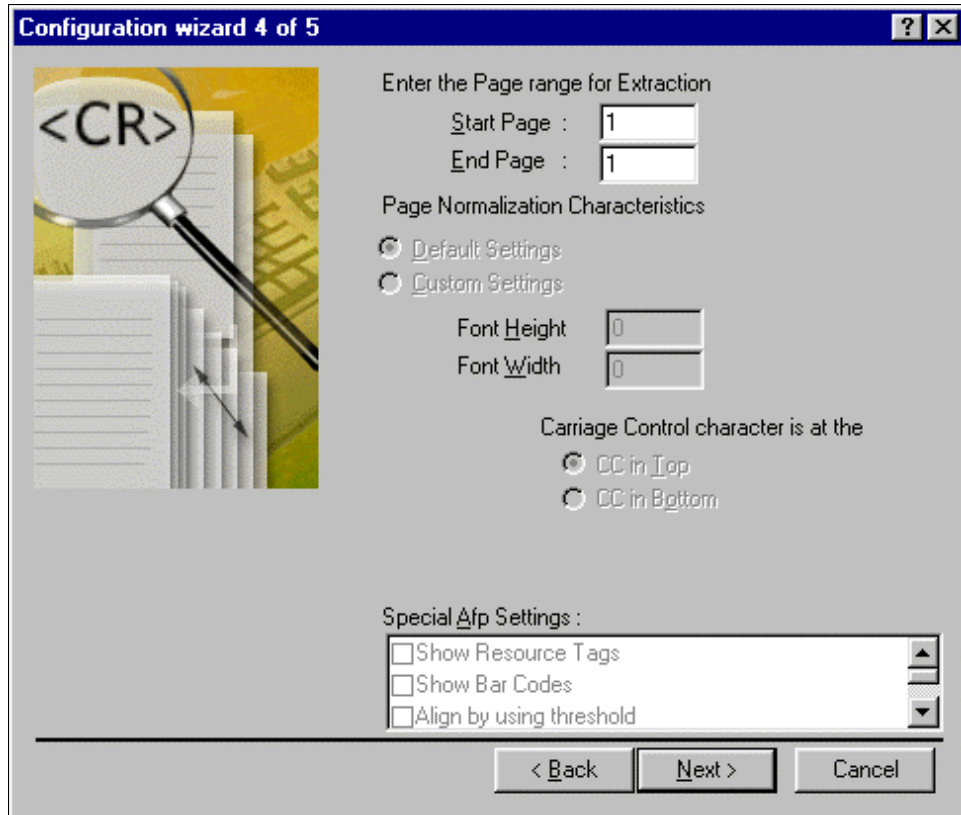 Configuration wizard 4 of 5
<CR>
Enter the Page range for Extraction
Start Page : 1
End Page : 1
Page Normalization Characteristics
Default Settings
Custom Settings
Font Height 0
Font Width 0
Carriage Control character is at the
CC in Top
CC in Bottom
Special Afp Settings :
Show Resource Tags
Show Bar Codes
Align by using threshold
< Back Next > Cancel